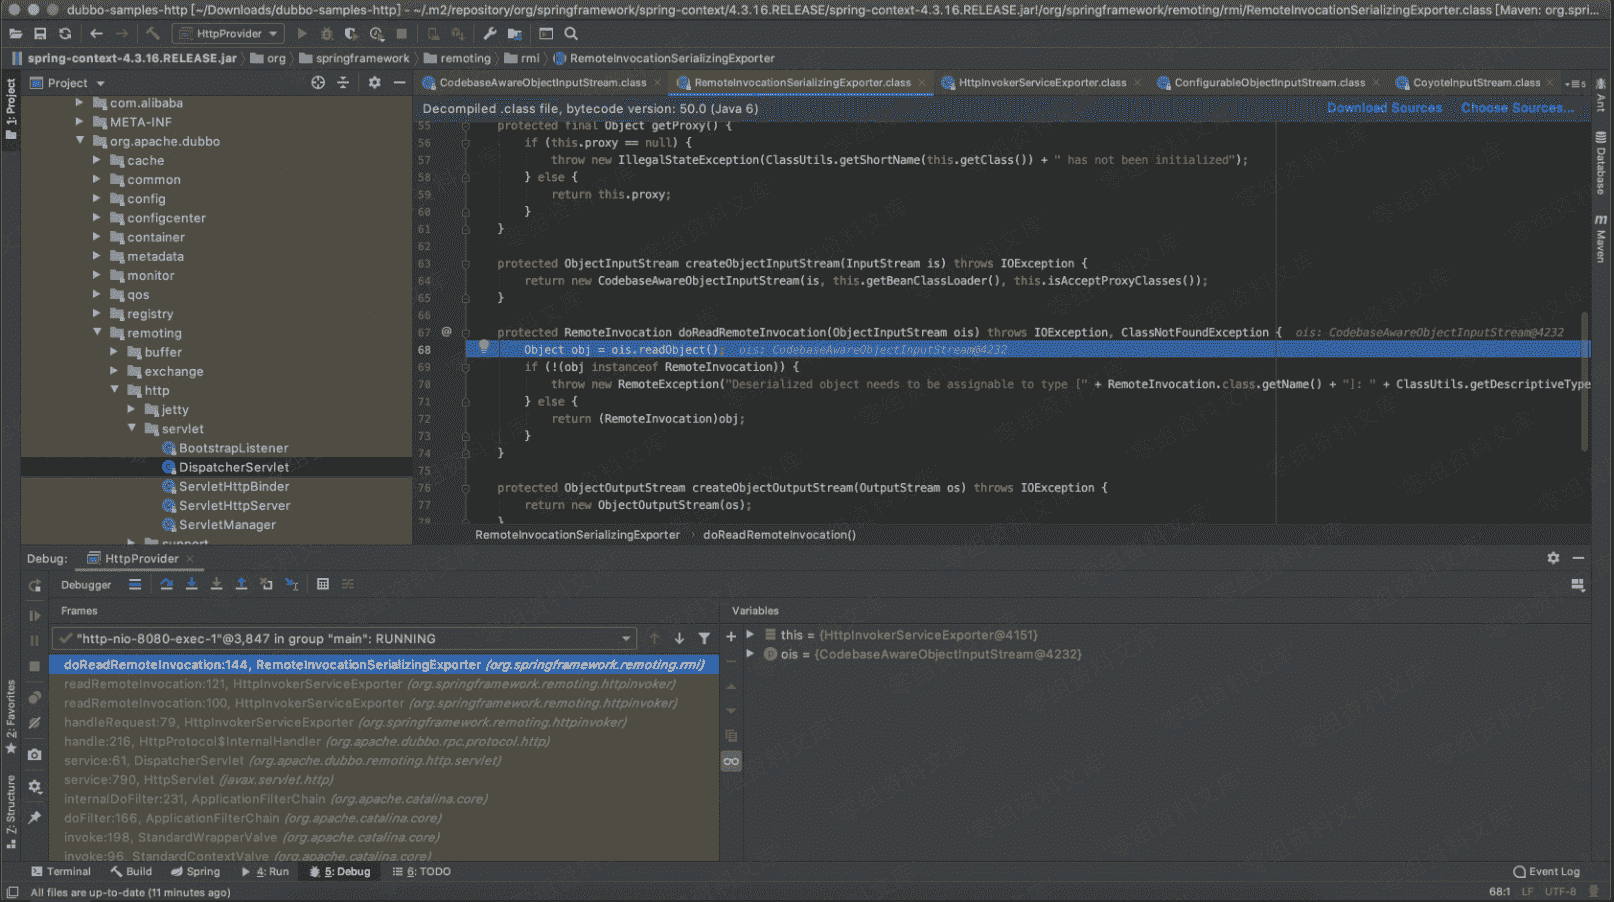 dubbo-samples-http [~/Downloads/dubbo-samples-http] - ~/.m2/repository/org/springframework/spring-context/4.3.16.RELEASE/spring-context-4.3.16.RELEASE.jar!/org/springframework/remoting/rmi/RemoteInvocationSerializingExporter.class [Maven: org.spri...
HttpProvider
spring-context-4.3.16.RELEASE.jar org springframework remoting rmi RemoteInvocationSerializingExporter
1: Project
Project
CodebaseAwareObjectInputStream.class
RemoteInvocationSerializingExporter.class
HttpInvokerServiceExporter.class
ConfigurableObjectInputStream.class
CoyoteInputStream.class
Decompiled .class file, bytecode version: 50.0 (Java 6)
Download Sources
Choose Sources...
com.alibaba
META-INF
org.apache.dubbo
cache
common
config
configcenter
container
metadata
monitor
qos
registry
remoting
buffer
exchange
http
jetty
servlet
BootstrapListener
DispatcherServlet
ServletHttpBinder
ServletHttpServer
ServletManager
support
55 protected final Object getProxy() {
56 if (this.proxy == null) {
57 throw new IllegalStateException(ClassUtils.getShortName(this.getClass()) + " has not been initialized");
58 } else {
59 return this.proxy;
60 }
61 }
62
63 protected ObjectInputStream createObjectInputStream(InputStream is) throws IOException {
64 return new CodebaseAwareObjectInputStream(is, this.getBeanClassLoader(), this.isAcceptProxyClasses());
65 }
66
67 @ protected RemoteInvocation doReadRemoteInvocation(ObjectInputStream ois) throws IOException, ClassNotFoundException { ois: CodebaseAwareObjectInputStream@4232
68 Object obj = ois.readObject(); ois: CodebaseAwareObjectInputStream@4232
69 if (!(obj instanceof RemoteInvocation)) {
70 throw new RemoteException("Deserialized object needs to be assignable to type [" + RemoteInvocation.class.getName() + "]: " + ClassUtils.getDescriptiveType
71 } else {
72 return (RemoteInvocation)obj;
73 }
74 }
75
76 protected ObjectOutputStream createObjectOutputStream(OutputStream os) throws IOException {
77 return new ObjectOutputStream(os);
78 }
RemoteInvocationSerializingExporter › doReadRemoteInvocation()
Ant
Database
Maven
Debug: HttpProvider
Debugger
Frames
Variables
"http-nio-8080-exec-1"@3,847 in group "main": RUNNING
doReadRemoteInvocation:144, RemoteInvocationSerializingExporter (org.springframework.remoting.rmi)
readRemoteInvocation:121, HttpInvokerServiceExporter (org.springframework.remoting.httpinvoker)
readRemoteInvocation:100, HttpInvokerServiceExporter (org.springframework.remoting.httpinvoker)
handleRequest:79, HttpInvokerServiceExporter (org.springframework.remoting.httpinvoker)
handle:216, HttpProtocol$InternalHandler (org.apache.dubbo.rpc.protocol.http)
service:61, DispatcherServlet (org.apache.dubbo.remoting.http.servlet)
service:790, HttpServlet (javax.servlet.http)
internalDoFilter:231, ApplicationFilterChain (org.apache.catalina.core)
doFilter:166, ApplicationFilterChain (org.apache.catalina.core)
invoke:198, StandardWrapperValve (org.apache.catalina.core)
invoke:96, StandardContextValve (org.apache.catalina.core)
this = {HttpInvokerServiceExporter@4151}
ois = {CodebaseAwareObjectInputStream@4232}
2: Favorites
Z: Structure
Terminal
Build
Spring
4: Run
5: Debug
6: TODO
Event Log
All files are up-to-date (11 minutes ago)
68:1 LF UTF-8